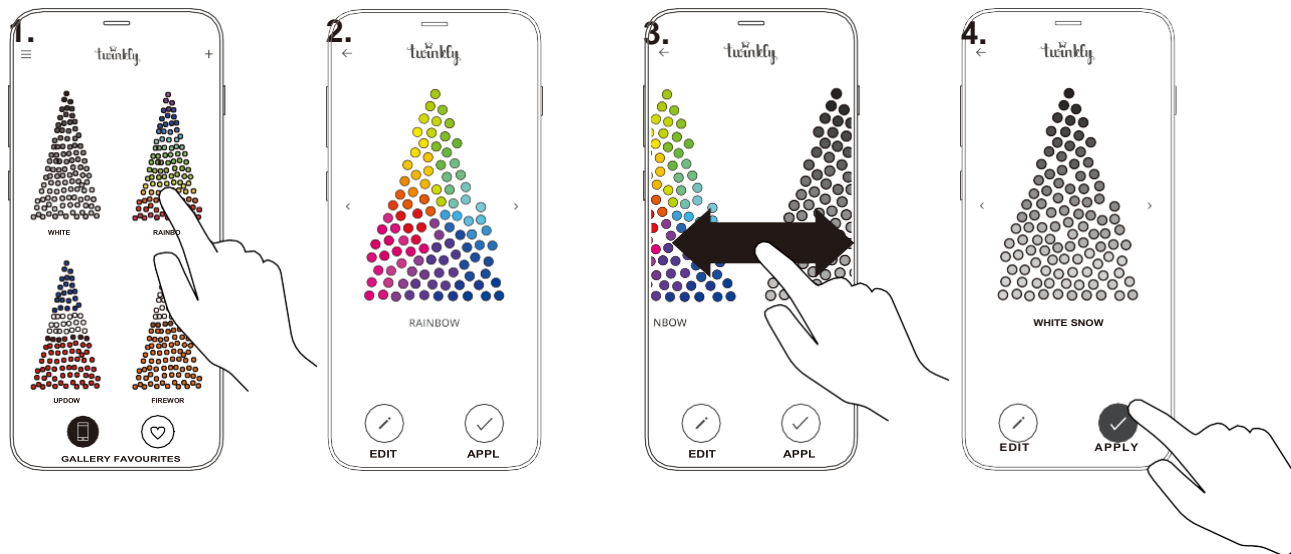 1.
twinkly
WHITE
RAINBO
UPDOW
FIREWOR
GALLERY FAVOURITES
2.
twinkly
RAINBOW
EDIT
APPL
3.
twinkly
NBOW
EDIT
APPL
4.
twinkly
WHITE SNOW
EDIT
APPLY